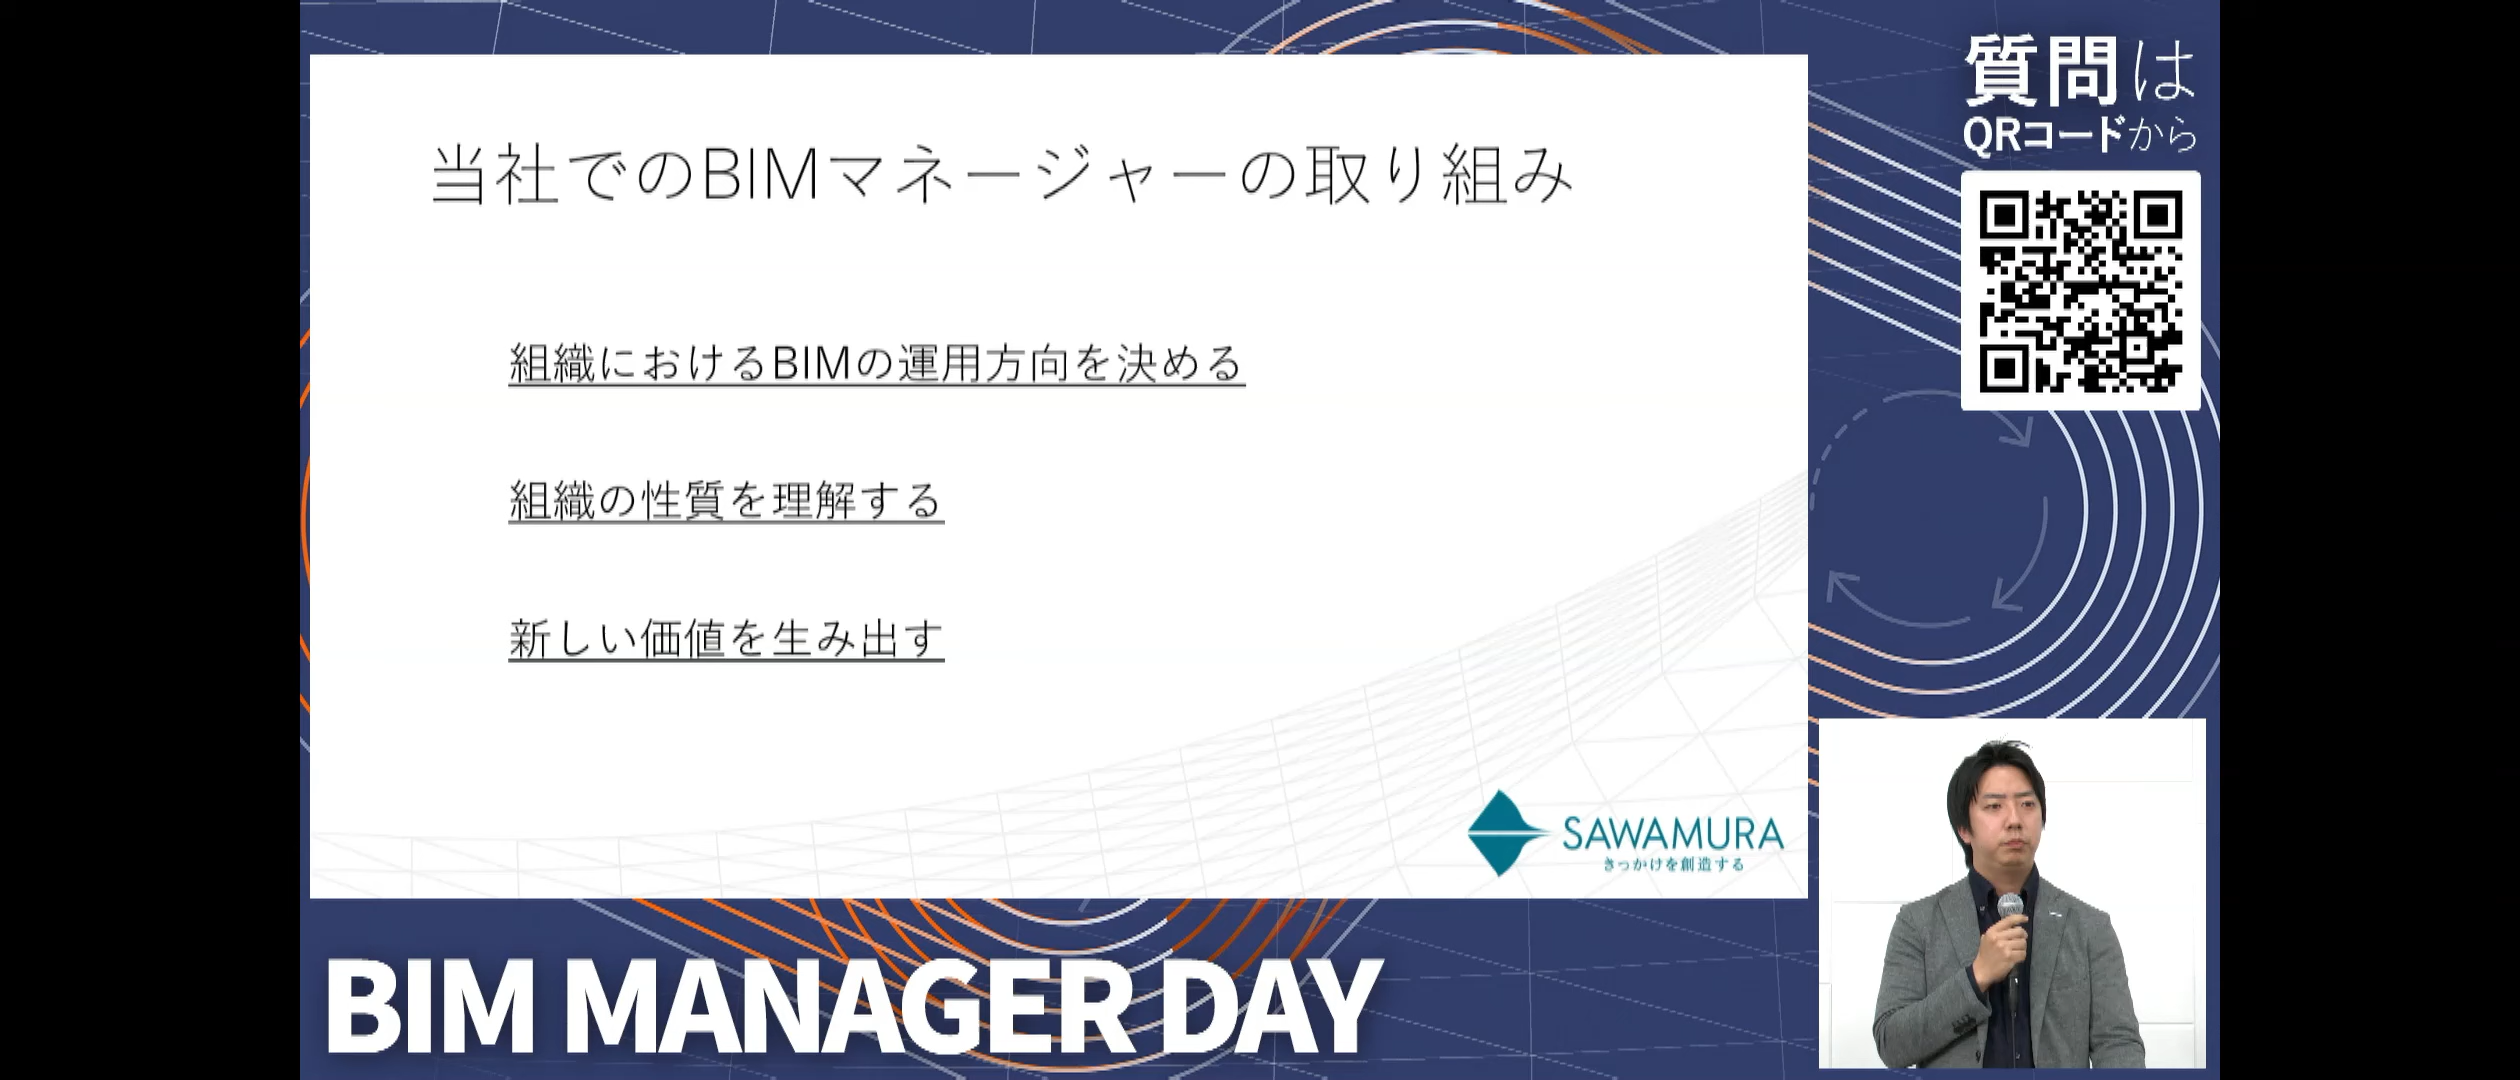 当社でのBIMマネージャーの取り組み
組織におけるBIMの運用方向を決める
組織の性質を理解する
新しい価値を生み出す
SAWAMURA
きっかけを創造する
質問は
QRコードから
BIM MANAGER DAY